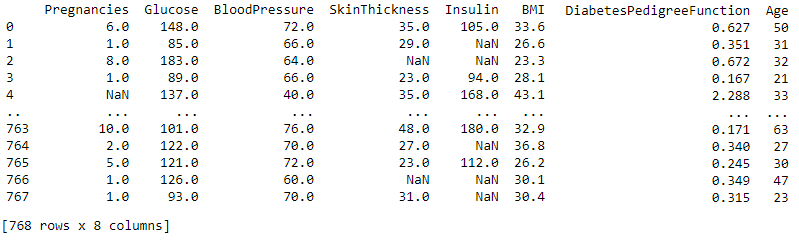 Pregnancies Glucose BloodPressure SkinThickness Insulin BMI DiabetesPedigreeFunction Age
0 6.0 148.0 72.0 35.0 105.0 33.6 0.627 50
1 1.0 85.0 66.0 29.0 NaN 26.6 0.351 31
2 8.0 183.0 64.0 NaN NaN 23.3 0.672 32
3 1.0 89.0 66.0 23.0 94.0 28.1 0.167 21
4 NaN 137.0 40.0 35.0 168.0 43.1 2.288 33
.. ... ... ... ... ... ... ... ...
763 10.0 101.0 76.0 48.0 180.0 32.9 0.171 63
764 2.0 122.0 70.0 27.0 NaN 36.8 0.340 27
765 5.0 121.0 72.0 23.0 112.0 26.2 0.245 30
766 1.0 126.0 60.0 NaN NaN 30.1 0.349 47
767 1.0 93.0 70.0 31.0 NaN 30.4 0.315 23
[768 rows x 8 columns]